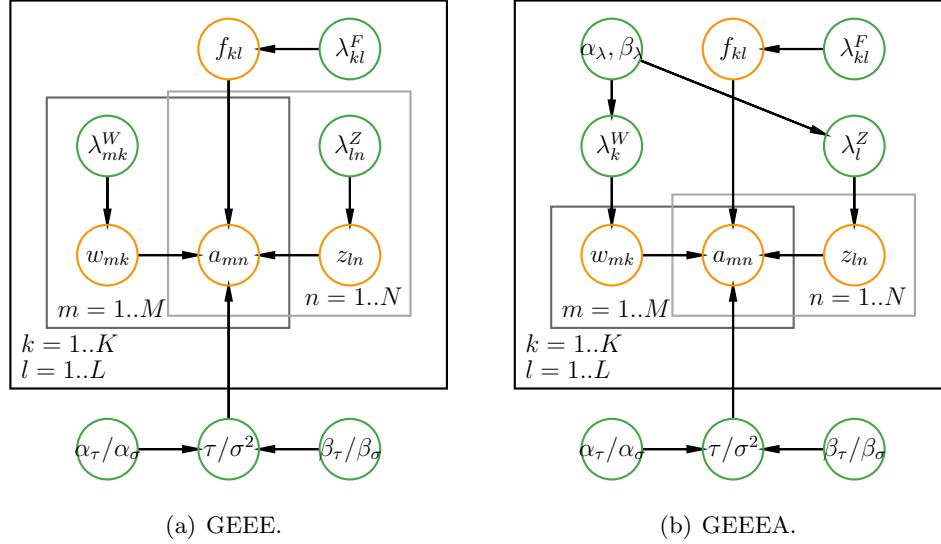 f_{kl} λ^F_{kl} α_λ, β_λ f_{kl} λ^F_{kl}
λ^W_{mk} λ^Z_{ln} λ^W_k λ^Z_l
w_{mk} a_{mn} z_{ln} w_{mk} a_{mn} z_{ln}
m = 1..M n = 1..N m = 1..M n = 1..N
k = 1..K k = 1..K
l = 1..L l = 1..L
α_τ/α_σ τ/σ² β_τ/β_σ α_τ/α_σ τ/σ² β_τ/β_σ
(a) GEEE. (b) GEEEA.